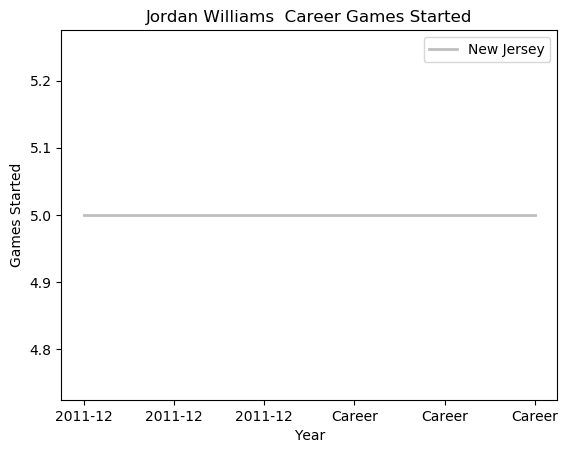 Jordan Williams  Career Games Started
New Jersey
Games Started
5.2
5.1
5.0
4.9
4.8
2011-12 2011-12 2011-12 Career Career Career
Year